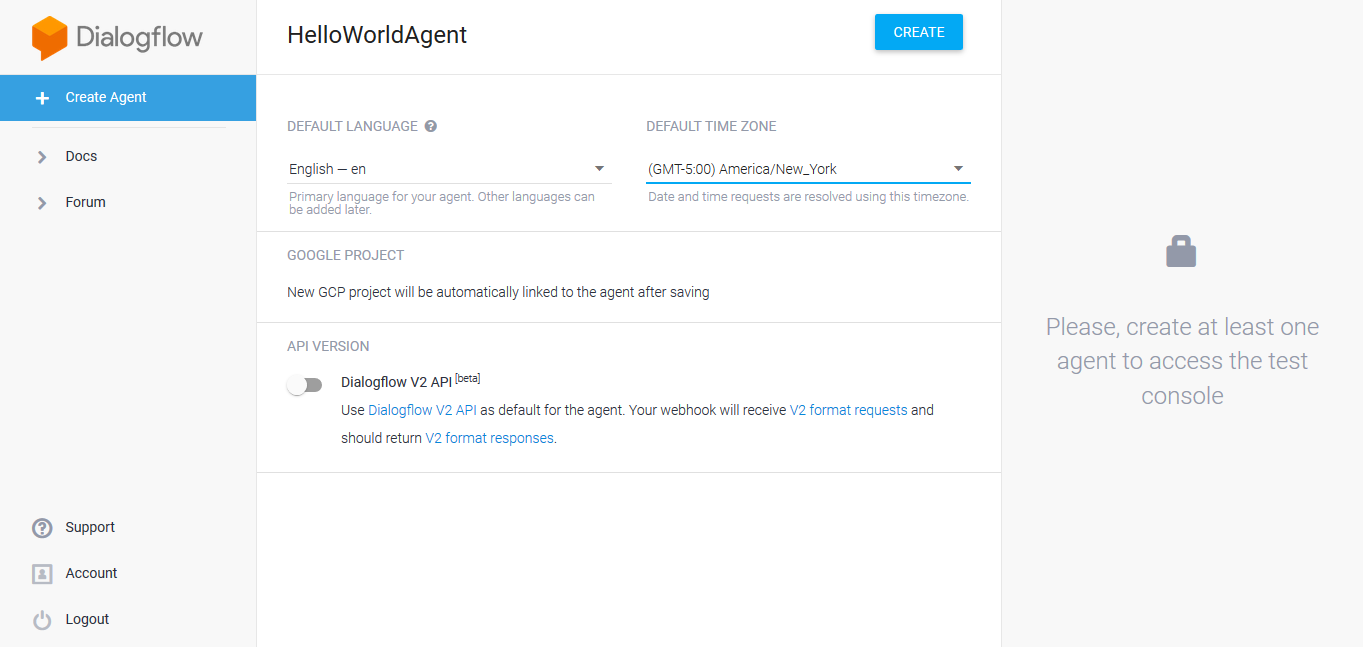 Dialogflow
Create Agent
Docs
Forum
Support
Account
Logout
HelloWorldAgent
CREATE
DEFAULT LANGUAGE ?
DEFAULT TIME ZONE
English — en
(GMT-5:00) America/New_York
Primary language for your agent. Other languages can
be added later.
Date and time requests are resolved using this timezone.
GOOGLE PROJECT
New GCP project will be automatically linked to the agent after saving
API VERSION
Dialogflow V2 API [beta]
Use Dialogflow V2 API as default for the agent. Your webhook will receive V2 format requests and
should return V2 format responses.
Please, create at least one
agent to access the test
console